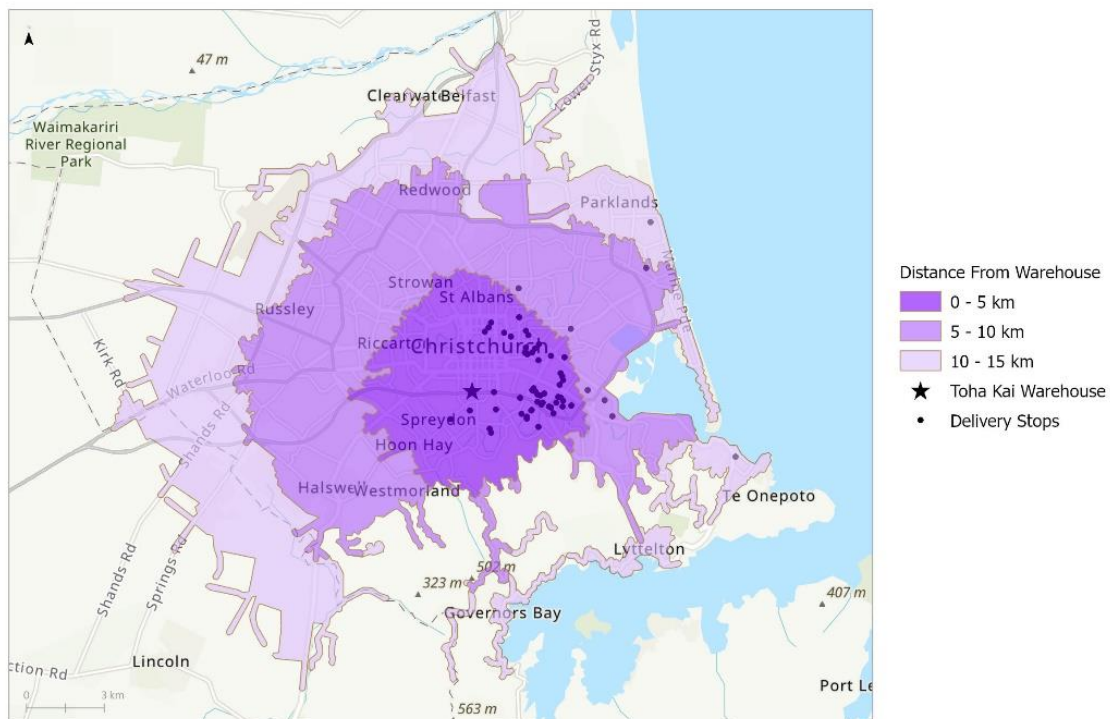 47 m
Styx Rd
Lower
Clearwate
Belfast
Waimakariri
River Regional
Park
Redwood
Parklands
Strowan
St Albans
Russley
Riccarton
Christchurch
Kirk Rd
Waterloo Rd
Shands Rd
Spreydon
Hoon Hay
Halswell
Westmorland
Te Onepoto
Lyttelton
Shands Rd
Springs Rd
502 m
323 m
407 m
Governors Bay
Lincoln
ction Rd
Port Le
0
3 km
563 m
Distance From Warehouse
0 - 5 km
5 - 10 km
10 - 15 km
Toha Kai Warehouse
Delivery Stops